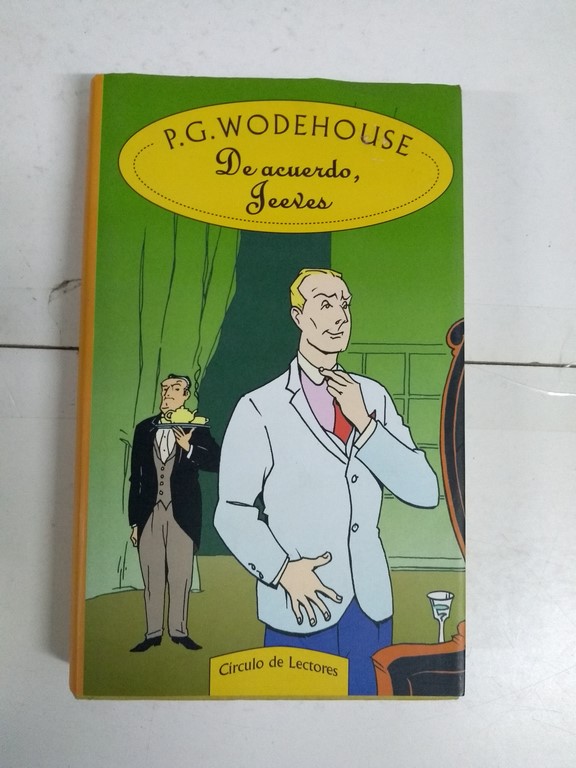 P.G. WODEHOUSE
De acuerdo,
Jeeves
Círculo de Lectores